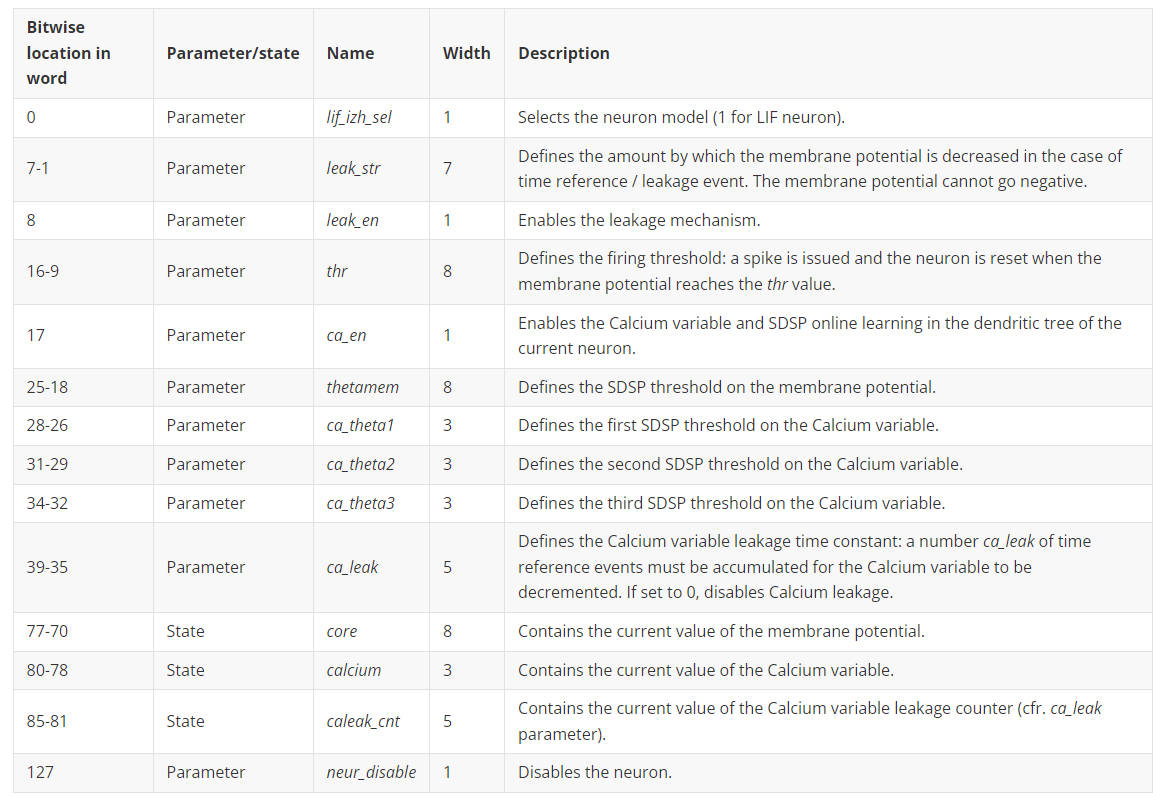 Bitwise
location in
word
Parameter/state
Name
Width
Description
0
Parameter
lif_izh_sel
1
Selects the neuron model (1 for LIF neuron).
7-1
Parameter
leak_str
7
Defines the amount by which the membrane potential is decreased in the case of
time reference / leakage event. The membrane potential cannot go negative.
8
Parameter
leak_en
1
Enables the leakage mechanism.
16-9
Parameter
thr
8
Defines the firing threshold: a spike is issued and the neuron is reset when the
membrane potential reaches the thr value.
17
Parameter
ca_en
1
Enables the Calcium variable and SDSP online learning in the dendritic tree of the
current neuron.
25-18
Parameter
thetamem
8
Defines the SDSP threshold on the membrane potential.
28-26
Parameter
ca_theta1
3
Defines the first SDSP threshold on the Calcium variable.
31-29
Parameter
ca_theta2
3
Defines the second SDSP threshold on the Calcium variable.
34-32
Parameter
ca_theta3
3
Defines the third SDSP threshold on the Calcium variable.
39-35
Parameter
ca_leak
5
Defines the Calcium variable leakage time constant: a number ca_leak of time
reference events must be accumulated for the Calcium variable to be
decremented. If set to 0, disables Calcium leakage.
77-70
State
core
8
Contains the current value of the membrane potential.
80-78
State
calcium
3
Contains the current value of the Calcium variable.
85-81
State
caleak_cnt
5
Contains the current value of the Calcium variable leakage counter (cfr. ca_leak
parameter).
127
Parameter
neur_disable
1
Disables the neuron.